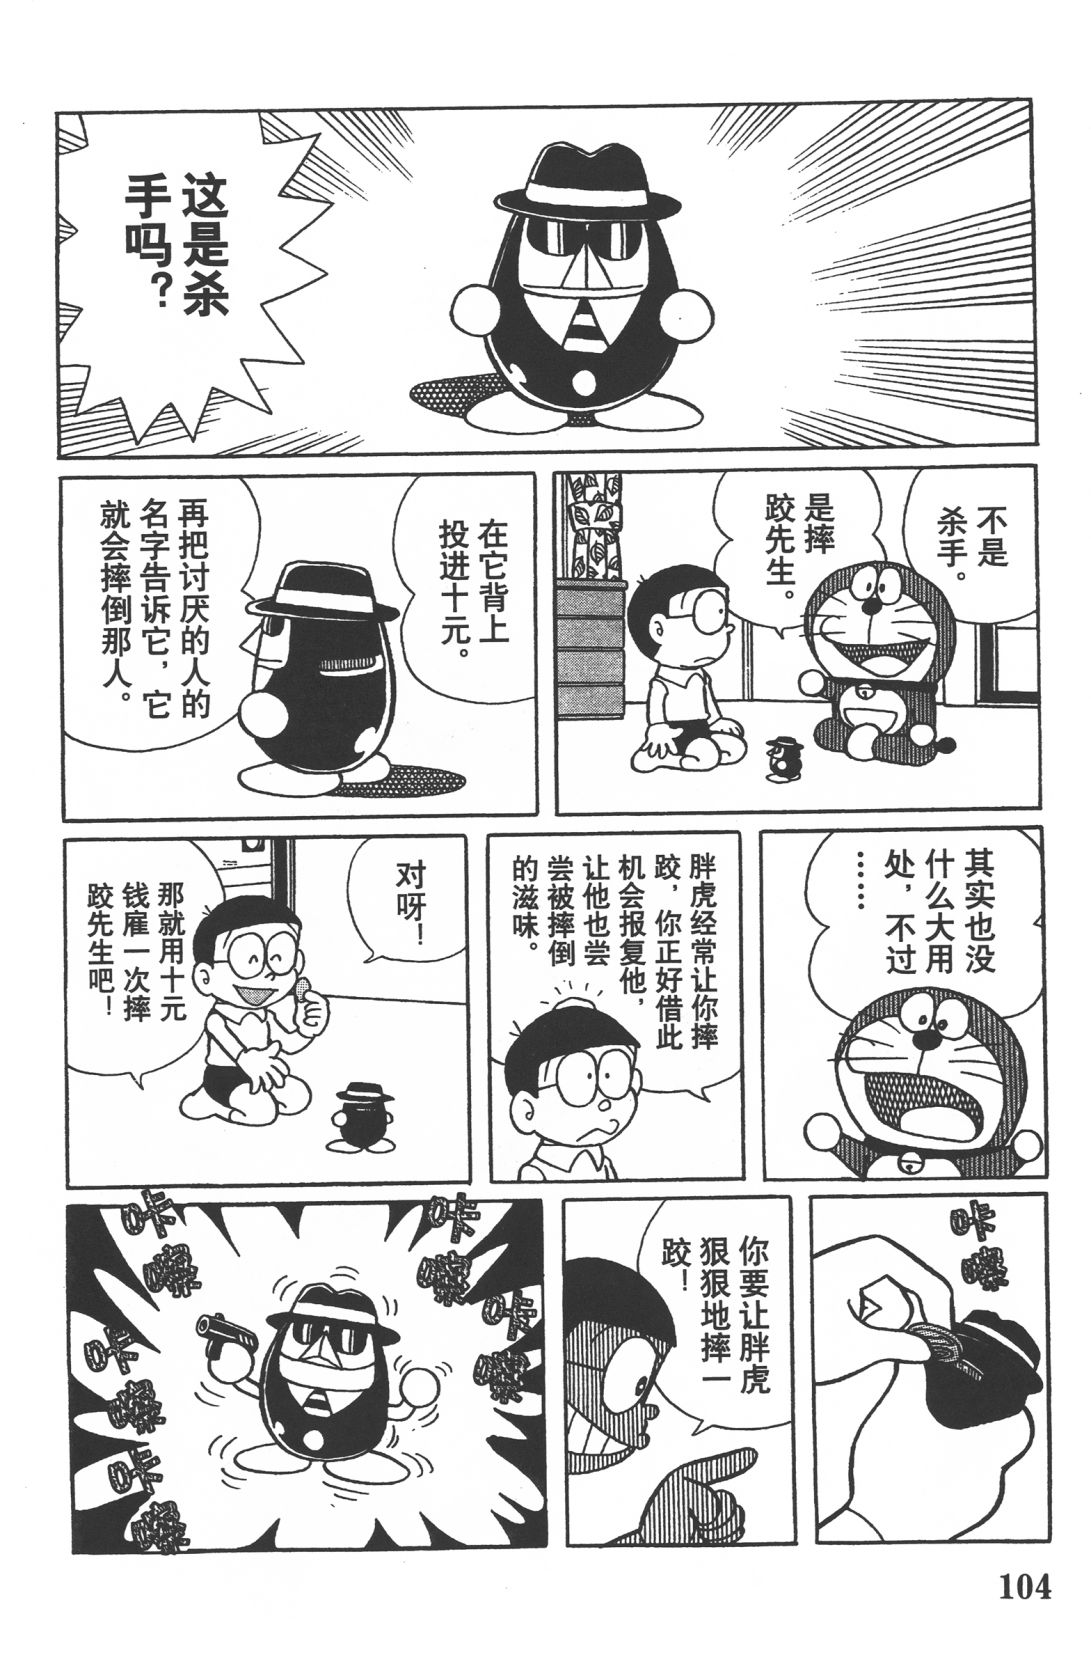 这是杀
手吗？
不是
杀手。
是摔
跤先生。
在它背上
投进十元。
再把讨厌的人的
名字告诉它，它
就会摔倒那人。
其实也没
什么大用
处，不过
……
胖虎经常让你摔
跤，你正好借此
机会报复他，
让他也尝
尝被摔倒
的滋味。
对呀！
那就用十元
钱雇一次摔
跤先生吧！
咔嚓
你要让胖虎
狠狠地摔一
跤！
咔嚓
咔嚓
咔嚓
咔嚓
咔嚓
104